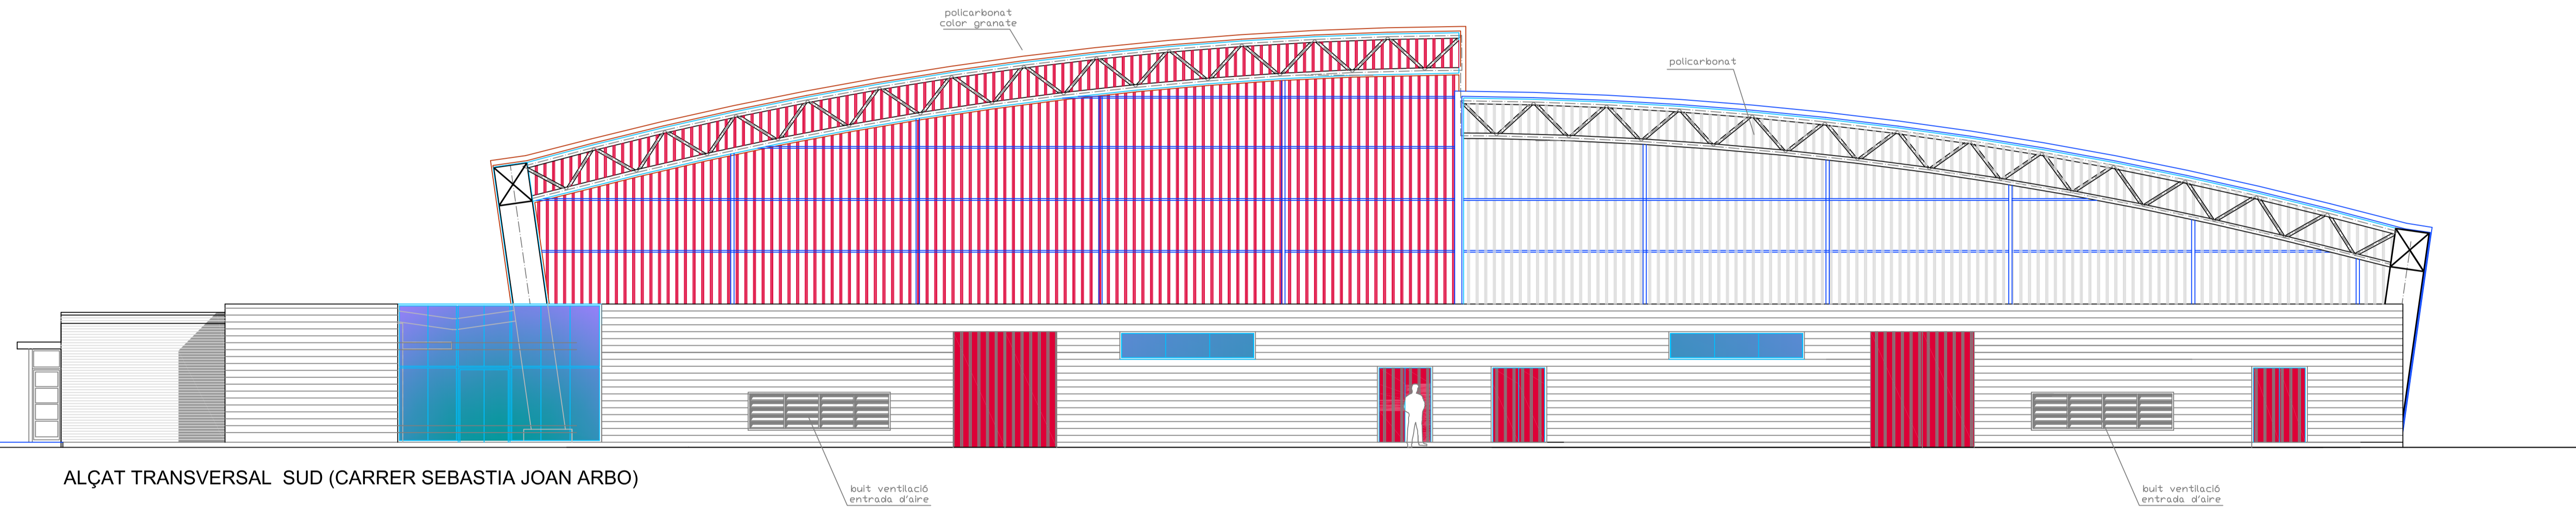 policarbonat
color granate
policarbonat
ALÇAT TRANSVERSAL  SUD (CARRER SEBASTIA JOAN ARBO)
buit ventilació
entrada d'aire
buit ventilació
entrada d'aire